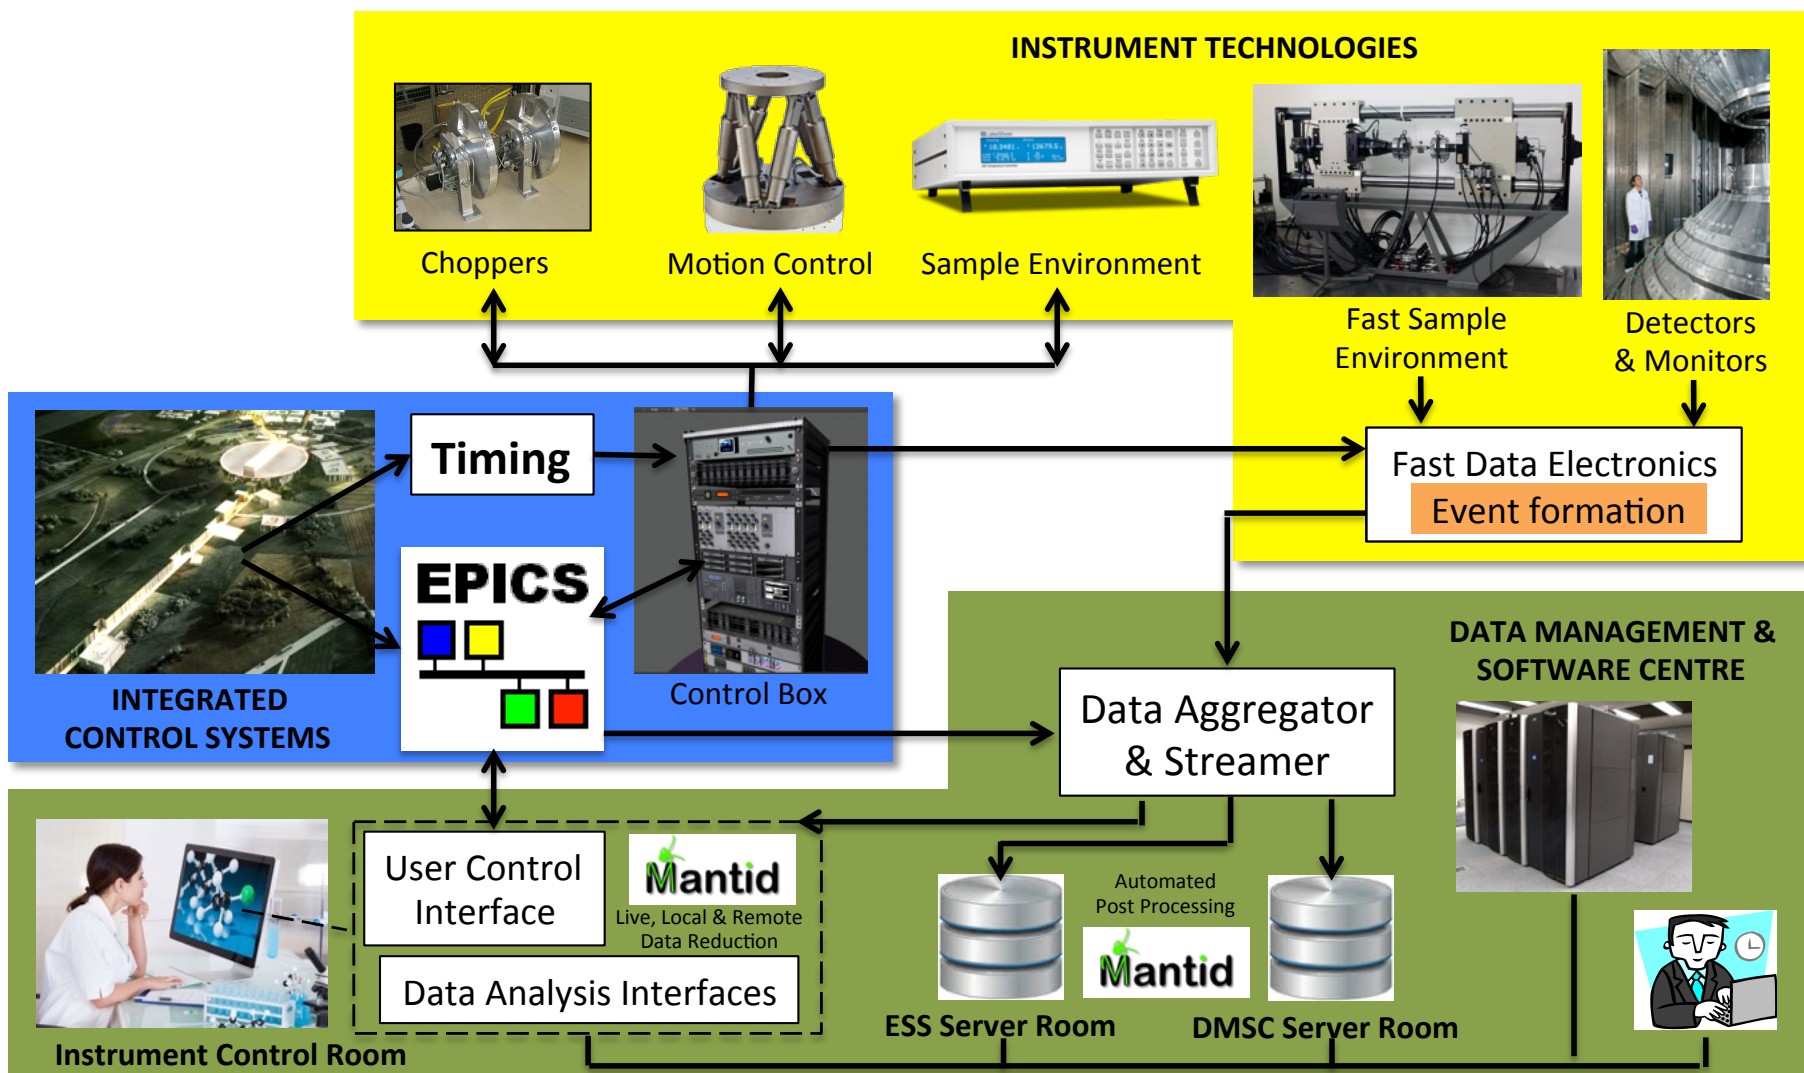 INSTRUMENT TECHNOLOGIES
Choppers
Motion Control
Sample Environment
Fast Sample
Environment
Detectors
& Monitors
Timing
Fast Data Electronics
Event formation
EPICS
INTEGRATED
CONTROL SYSTEMS
Control Box
DATA MANAGEMENT &
SOFTWARE CENTRE
Data Aggregator
& Streamer
User Control
Interface
Mantid
Live, Local & Remote
Data Reduction
Data Analysis Interfaces
Instrument Control Room
Automated
Post Processing
Mantid
ESS Server Room
DMSC Server Room